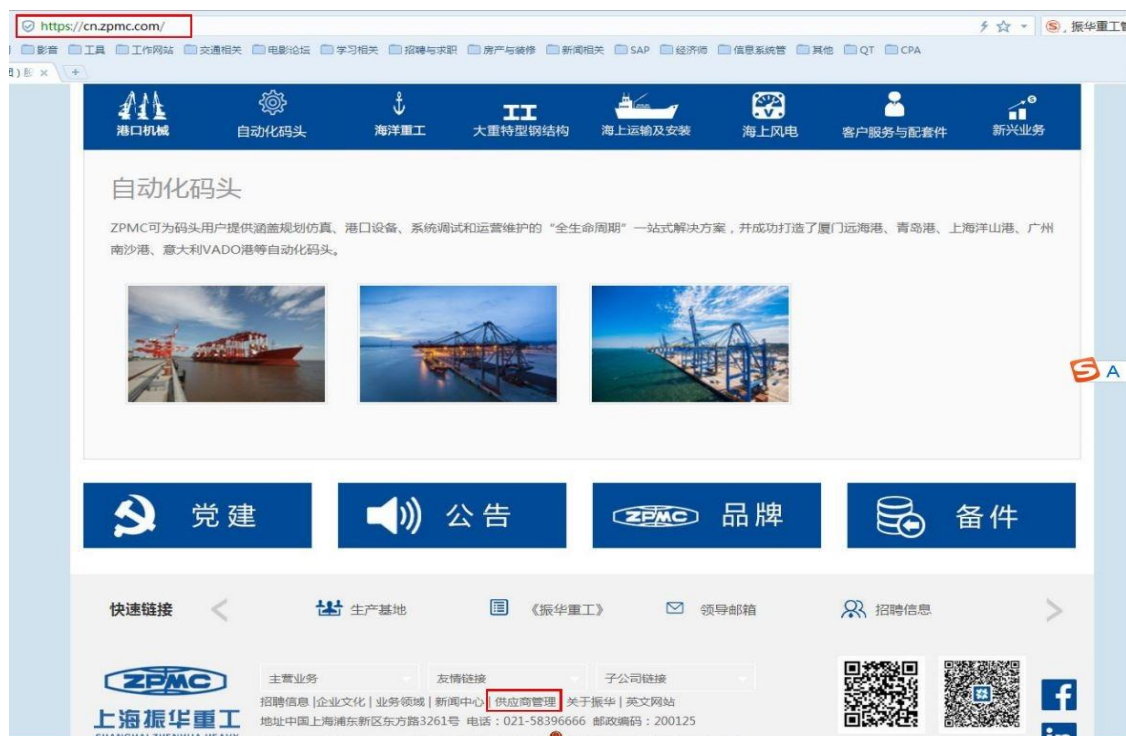 https://cn.zpmc.com/
振华重工
影音 工具 工作网站 交通相关 电影论坛 学习相关 招聘与求职 房产与装修 新闻相关 SAP 经济师 信息系统管 其他 QT CPA
港口机械 自动化码头 海洋重工 大重特型钢结构 海上运输及安装 海上风电 客户服务与配套件 新兴业务
自动化码头
ZPMC可为码头用户提供涵盖规划仿真、港口设备、系统调试和运营维护的“全生命周期”一站式解决方案，并成功打造了厦门远海港、青岛港、上海洋山港、广州
南沙港、意大利VADO港等自动化码头。
A
党建 公告 ZPMC 品牌 备件
快速链接 生产基地 《振华重工》 领导邮箱 招聘信息
ZPMC 主营业务 友情链接 子公司链接
招聘信息 | 企业文化 | 业务领域 | 新闻中心 | 供应商管理 | 关于振华 | 英文网站
上海振华重工 地址中国上海浦东新区东方路3261号 电话：021-58396666 邮政编码：200125